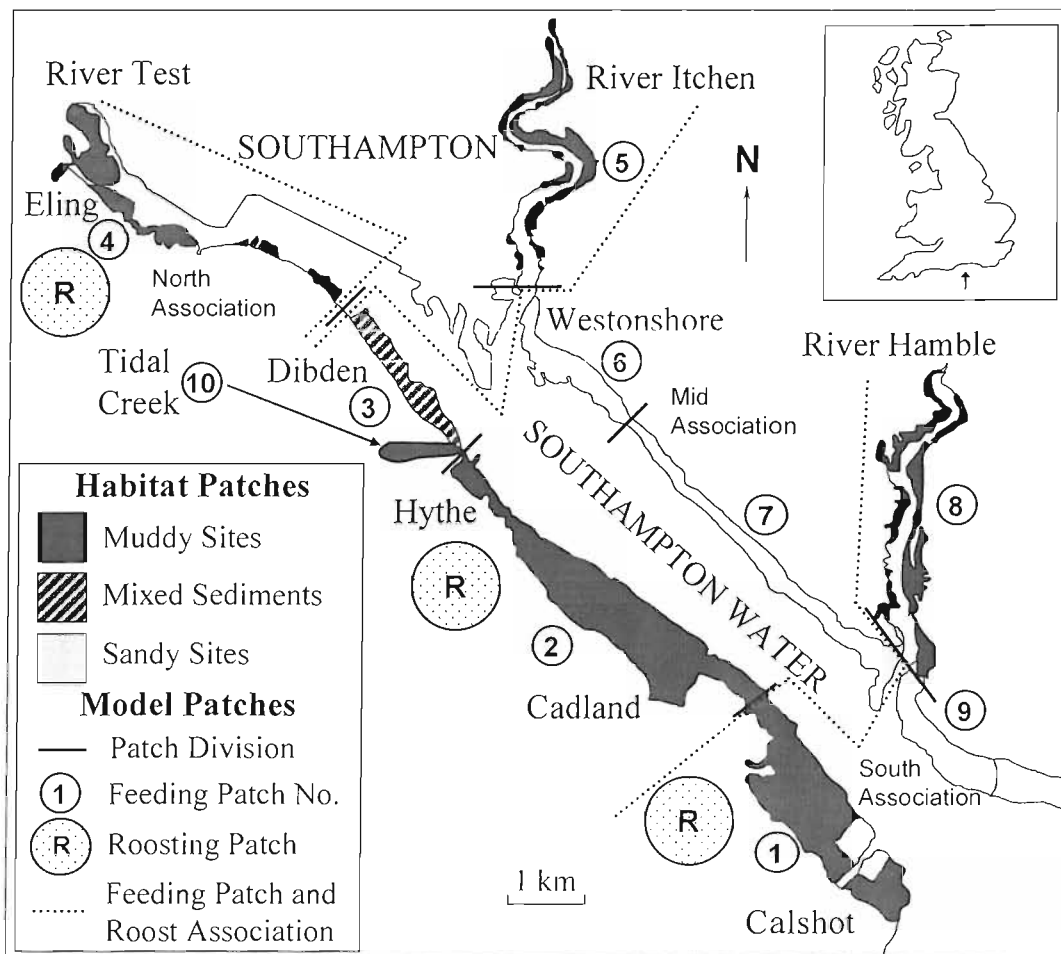 River Test
River Itchen
SOUTHAMPTON
5
N
Eling
4
R
North
Association
Westonshore
6
River Hamble
Tidal
Creek
10
Dibden
3
Mid
Association
SOUTHAMPTON WATER
7
8
Hythe
R
2
Cadland
9
South
Association
R
1
1 km
Calshot
Habitat Patches
Muddy Sites
Mixed Sediments
Sandy Sites
Model Patches
Patch Division
1 Feeding Patch No.
R Roosting Patch
Feeding Patch and
Roost Association